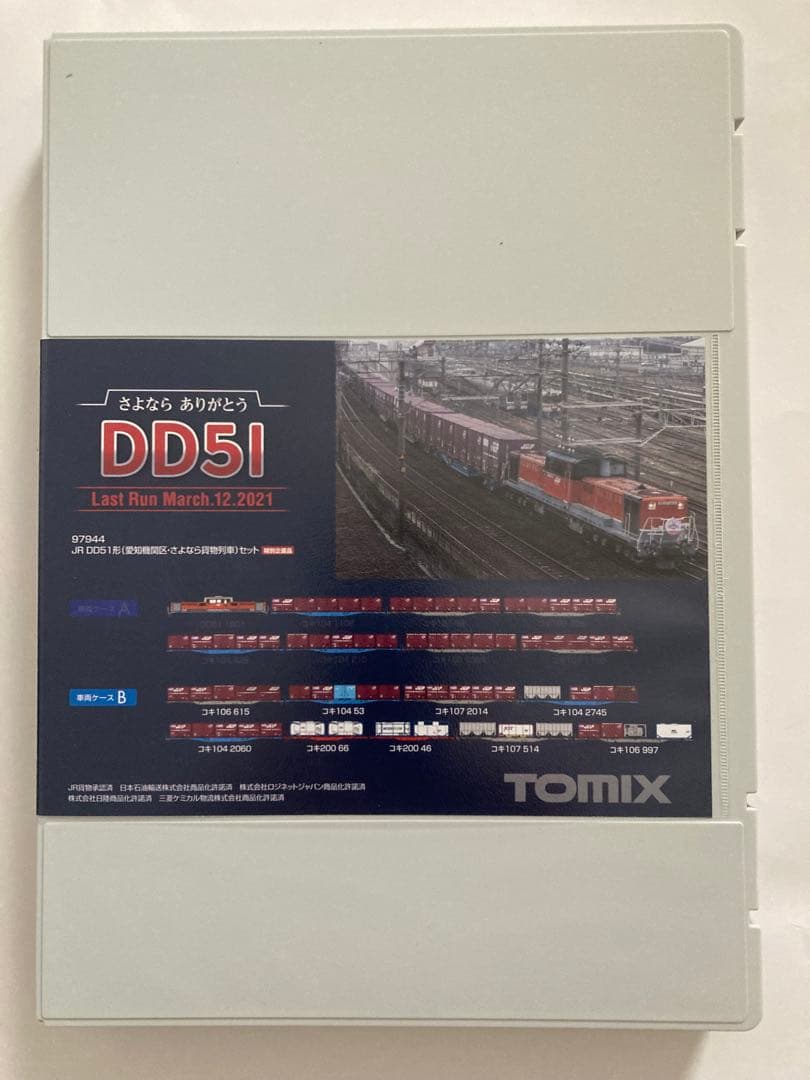 さよなら ありがとう
DD51
Last Run March.12.2021
97944
JR DD51形(愛知機関区・さよなら貨物列車)セット 特別企画品
車両ケース A
車両ケース B
コキ106 615
コキ104 53
コキ107 2014
コキ104 2745
コキ104 2060
コキ200 66
コキ200 46
コキ107 514
コキ106 997
JR貨物承認済 日本石油輸送株式会社商品化許諾済 株式会社ロジネットジャパン商品化許諾済
株式会社日陸商品化許諾済 三菱ケミカル物流株式会社商品化許諾済
TOMIX